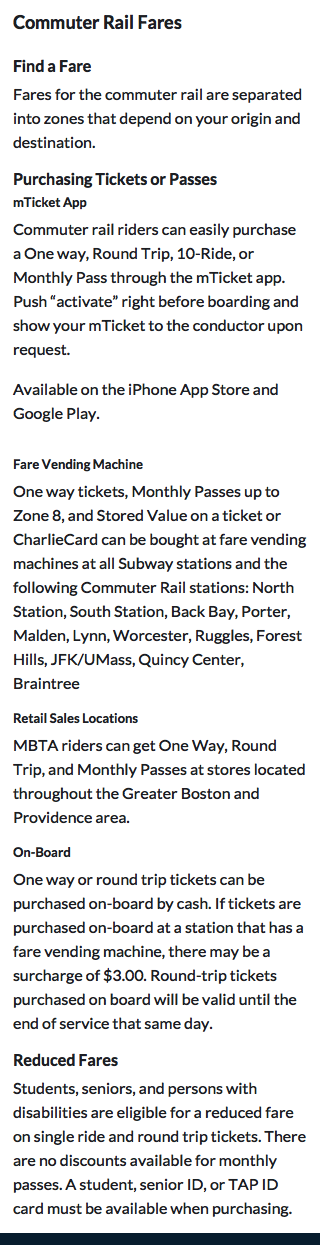 Commuter Rail Fares
Find a Fare
Fares for the commuter rail are separated
into zones that depend on your origin and
destination.
Purchasing Tickets or Passes
mTicket App
Commuter rail riders can easily purchase
a One way, Round Trip, 10-Ride, or
Monthly Pass through the mTicket app.
Push “activate” right before boarding and
show your mTicket to the conductor upon
request.
Available on the iPhone App Store and
Google Play.
Fare Vending Machine
One way tickets, Monthly Passes up to
Zone 8, and Stored Value on a ticket or
CharlieCard can be bought at fare vending
machines at all Subway stations and the
following Commuter Rail stations: North
Station, South Station, Back Bay, Porter,
Malden, Lynn, Worcester, Ruggles, Forest
Hills, JFK/UMass, Quincy Center,
Braintree
Retail Sales Locations
MBTA riders can get One Way, Round
Trip, and Monthly Passes at stores located
throughout the Greater Boston and
Providence area.
On-Board
One way or round trip tickets can be
purchased on-board by cash. If tickets are
purchased on-board at a station that has a
fare vending machine, there may be a
surcharge of $3.00. Round-trip tickets
purchased on board will be valid until the
end of service that same day.
Reduced Fares
Students, seniors, and persons with
disabilities are eligible for a reduced fare
on single ride and round trip tickets. There
are no discounts available for monthly
passes. A student, senior ID, or TAP ID
card must be available when purchasing.